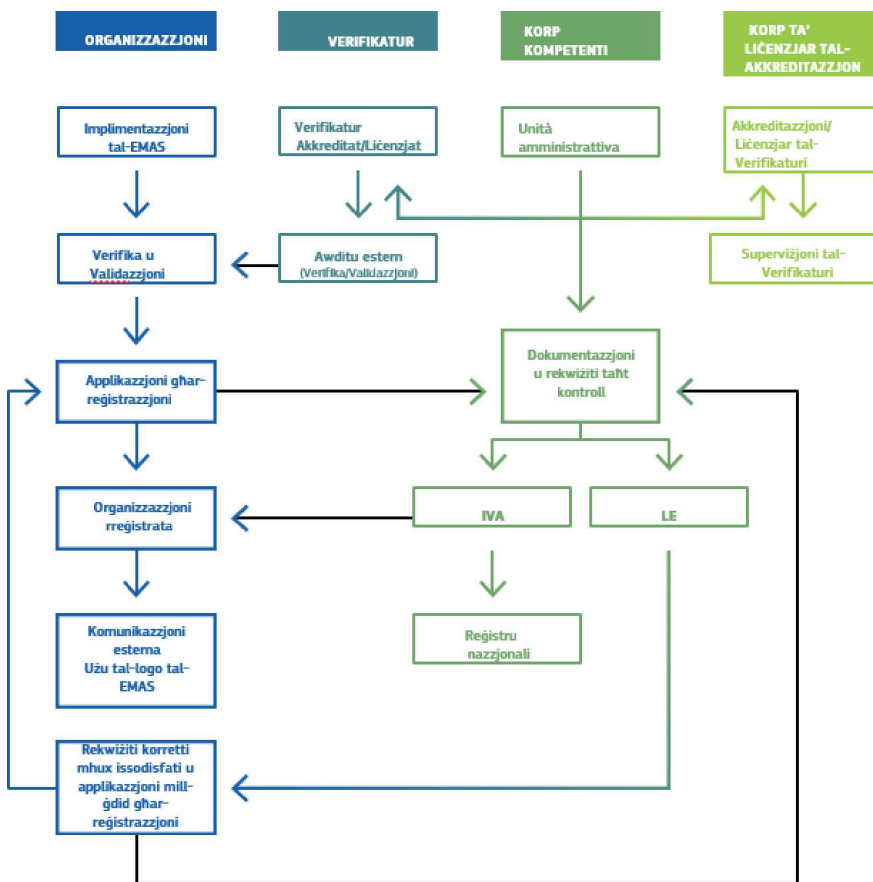 ORGANIZZAZZJONI
VERIFIKATUR
KORP
KOMPETENTI
KORP TA'
LIĊENZJAR TAL-
AKKREDITAZZJON
Implimentazzjoni
tal-EMAS
Verifikatur
Akkreditat/Liċenzjat
Unità
amministrattiva
Akkreditazzjoni/
Liċenzjar tal-
Verifikaturi
Verifika u
Validazzjoni
Awditu estern
(Verifika/Validazzjoni)
Superviżjoni tal-
Verifikaturi
Applikazzjoni għar-
reġistrazzjoni
Dokumentazzjoni
u rekwiżiti taħt
kontroll
Organizzazzjoni
rreġistrata
IVA
LE
Komunikazzjoni
esterna
Użu tal-logo tal-
EMAS
Reġistru
nazzjonali
Rekwiżiti korretti
mhux issodisfati u
applikazzjoni mill-
ġdid għar-
reġistrazzjoni